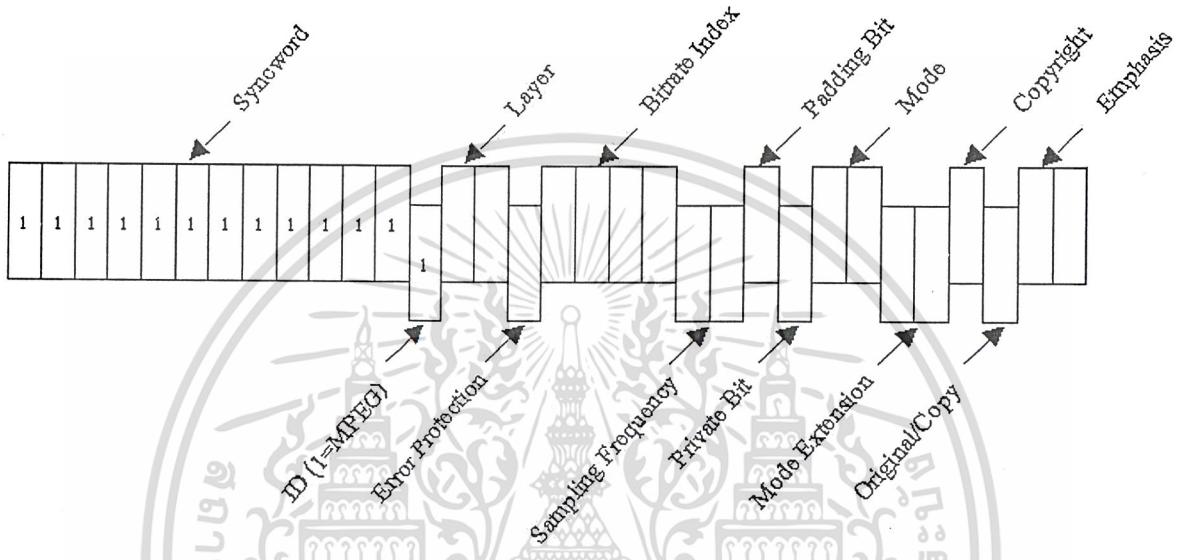 Syncword
Layer
Bitrate Index
Padding Bit
Mode
Copyright
Emphasis
1 1 1 1 1 1 1 1 1 1 1 1
1
ID (1=MPEG)
Error Protection
Sampling Frequency
Private Bit
Mode Extension
Original/Copy